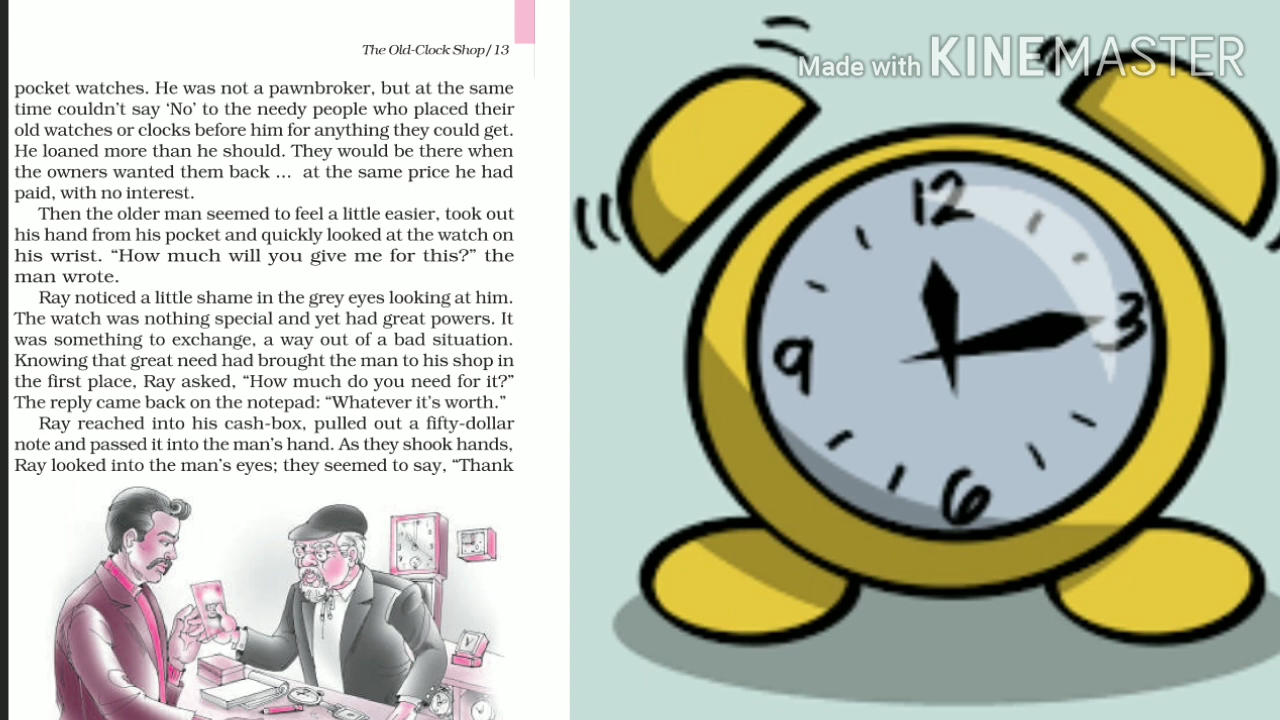 The Old-Clock Shop/13
pocket watches. He was not a pawnbroker, but at the same
time couldn't say 'No' to the needy people who placed their
old watches or clocks before him for anything they could get.
He loaned more than he should. They would be there when
the owners wanted them back ... at the same price he had
paid, with no interest.
Then the older man seemed to feel a little easier, took out
his hand from his pocket and quickly looked at the watch on
his wrist. “How much will you give me for this?” the
man wrote.
Ray noticed a little shame in the grey eyes looking at him.
The watch was nothing special and yet had great powers. It
was something to exchange, a way out of a bad situation.
Knowing that great need had brought the man to his shop in
the first place, Ray asked, “How much do you need for it?”
The reply came back on the notepad: “Whatever it's worth.”
Ray reached into his cash-box, pulled out a fifty-dollar
note and passed it into the man's hand. As they shook hands,
Ray looked into the man's eyes; they seemed to say, “Thank
Made with KINEMASTER
12
3
9
6